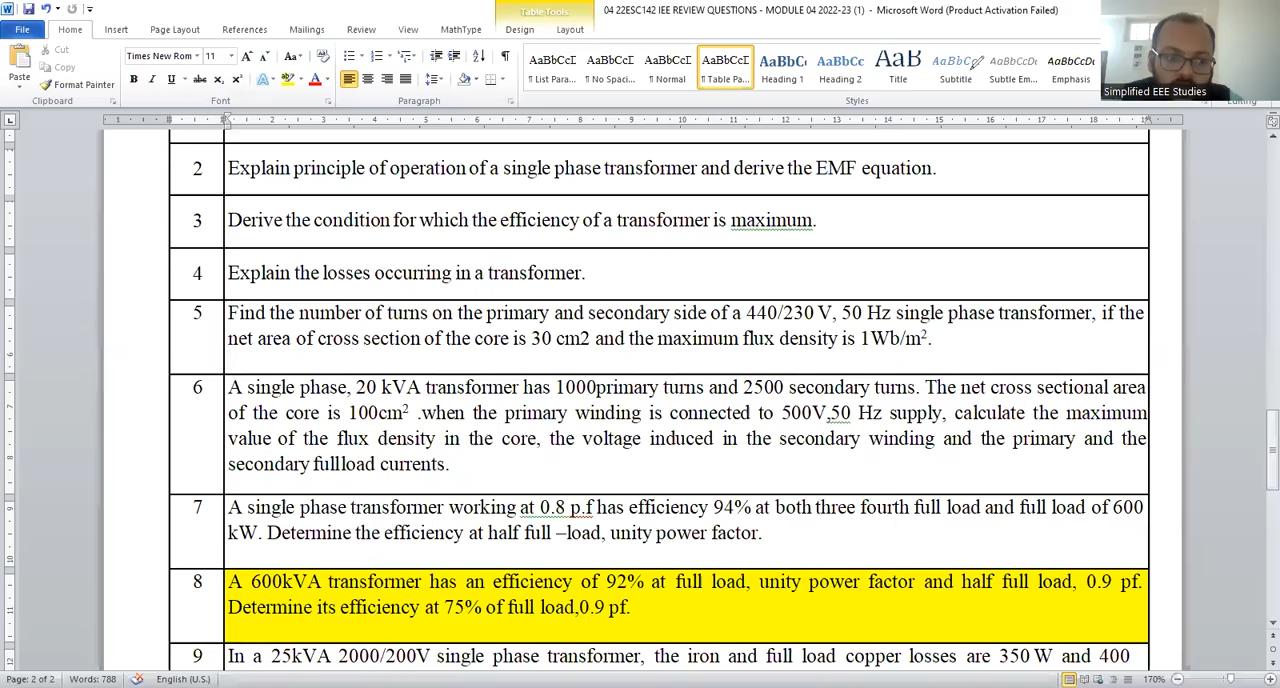 Table Tools
04 22ESC142 IEE REVIEW QUESTIONS - MODULE 04 2022-23 (1) - Microsoft Word (Product Activation Failed)
File Home Insert Page Layout References Mailings Review View MathType Design Layout
Cut
Copy
Format Painter
Paste
Times New Rom 11
AaBbCcI AaBbCcI AaBbCcI AaBbCcI AaBbCc AaBbCc AaB AaBbCc AaBbCcDc AaBbCcDc
¶ List Para... ¶ No Spaci... ¶ Normal ¶ Table Pa... Heading 1 Heading 2 Title Subtitle Subtle Em... Emphasis
Clipboard Font Paragraph Styles Editing
Simplified EEE Studies
2 Explain principle of operation of a single phase transformer and derive the EMF equation.
3 Derive the condition for which the efficiency of a transformer is maximum.
4 Explain the losses occurring in a transformer.
5 Find the number of turns on the primary and secondary side of a 440/230 V, 50 Hz single phase transformer, if the
net area of cross section of the core is 30 cm2 and the maximum flux density is 1Wb/m².
6 A single phase, 20 kVA transformer has 1000primary turns and 2500 secondary turns. The net cross sectional area
of the core is 100cm² .when the primary winding is connected to 500V,50 Hz supply, calculate the maximum
value of the flux density in the core, the voltage induced in the secondary winding and the primary and the
secondary fullload currents.
7 A single phase transformer working at 0.8 p.f has efficiency 94% at both three fourth full load and full load of 600
kW. Determine the efficiency at half full –load, unity power factor.
8 A 600kVA transformer has an efficiency of 92% at full load, unity power factor and half full load, 0.9 pf.
Determine its efficiency at 75% of full load,0.9 pf.
9 In a 25kVA 2000/200V single phase transformer, the iron and full load copper losses are 350 W and 400
Page: 2 of 2 Words: 788 English (U.S.) 170%